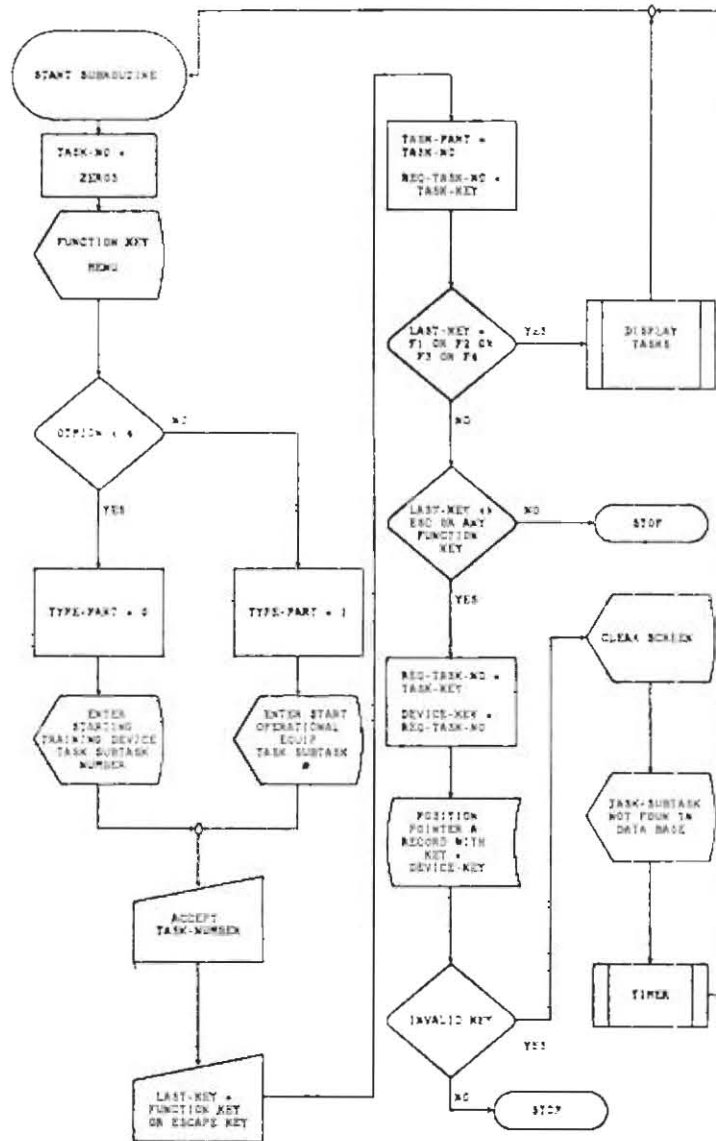 START SUBROUTINE
TASK-NO =
ZEROS
FUNCTION KEY
MENU
OPTION < 4
NO
YES
TYPE-PART = 0
TYPE-PART = 1
ENTER
STARTING
TRAINING DEVICE
TASK SUBTASK
NUMBER
ENTER START
OPERATIONAL
EQUIP
TASK SUBTASK
#
ACCEPT
TASK-NUMBER
LAST-KEY =
FUNCTION KEY
OR ESCAPE KEY
TASK-PART =
TASK-NO
REQ-TASK-NO =
TASK-KEY
LAST-KEY =
F1 OR F2 OR
F3 OR F4
YES
DISPLAY
TASKS
NO
LAST-KEY <>
ESC OR ANY
FUNCTION
KEY
NO
STOP
YES
REQ-TASK-NO =
TASK-KEY
DEVICE-KEY =
REQ-TASK-NO
POSITION
POINTER @
RECORD WITH
KEY =
DEVICE-KEY
INVALID KEY
YES
NO
STOP
CLEAR SCREEN
TASK-SUBTASK
NOT FOUN IN
DATA BASE
TIMER